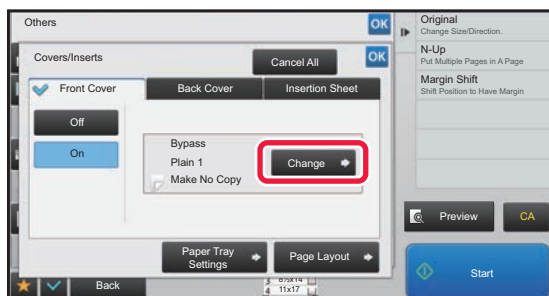 Others
OK
Covers/Inserts
Cancel All
OK
Front Cover
Back Cover
Insertion Sheet
Off
On
Bypass
Plain 1
Make No Copy
Change
Paper Tray
Settings
Page Layout
Back
4 11x17
Original
Change Size/Direction.
N-Up
Put Multiple Pages in A Page
Margin Shift
Shift Position to Have Margin
Preview
CA
Start